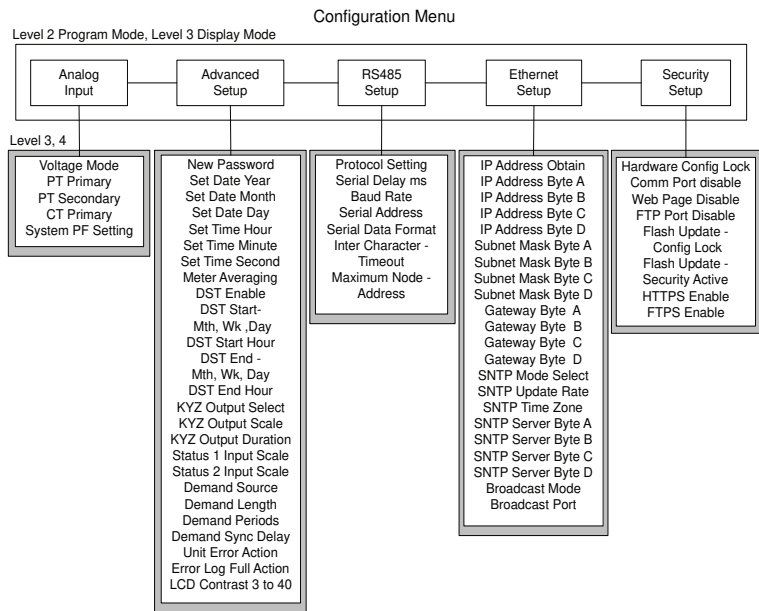 Configuration Menu
Level 2 Program Mode, Level 3 Display Mode
Analog
Input
Advanced
Setup
RS485
Setup
Ethernet
Setup
Security
Setup
Level 3, 4
Voltage Mode
PT Primary
PT Secondary
CT Primary
System PF Setting
New Password
Set Date Year
Set Date Month
Set Date Day
Set Time Hour
Set Time Minute
Set Time Second
Meter Averaging
DST Enable
DST Start-
Mth, Wk ,Day
DST Start Hour
DST End -
Mth, Wk, Day
DST End Hour
KYZ Output Select
KYZ Output Scale
KYZ Output Duration
Status 1 Input Scale
Status 2 Input Scale
Demand Source
Demand Length
Demand Periods
Demand Sync Delay
Unit Error Action
Error Log Full Action
LCD Contrast 3 to 40
Protocol Setting
Serial Delay ms
Baud Rate
Serial Address
Serial Data Format
Inter Character -
Timeout
Maximum Node -
Address
IP Address Obtain
IP Address Byte A
IP Address Byte B
IP Address Byte C
IP Address Byte D
Subnet Mask Byte A
Subnet Mask Byte B
Subnet Mask Byte C
Subnet Mask Byte D
Gateway Byte A
Gateway Byte B
Gateway Byte C
Gateway Byte D
SNTP Mode Select
SNTP Update Rate
SNTP Time Zone
SNTP Server Byte A
SNTP Server Byte B
SNTP Server Byte C
SNTP Server Byte D
Broadcast Mode
Broadcast Port
Hardware Config Lock
Comm Port disable
Web Page Disable
FTP Port Disable
Flash Update -
Config Lock
Flash Update -
Security Active
HTTPS Enable
FTPS Enable